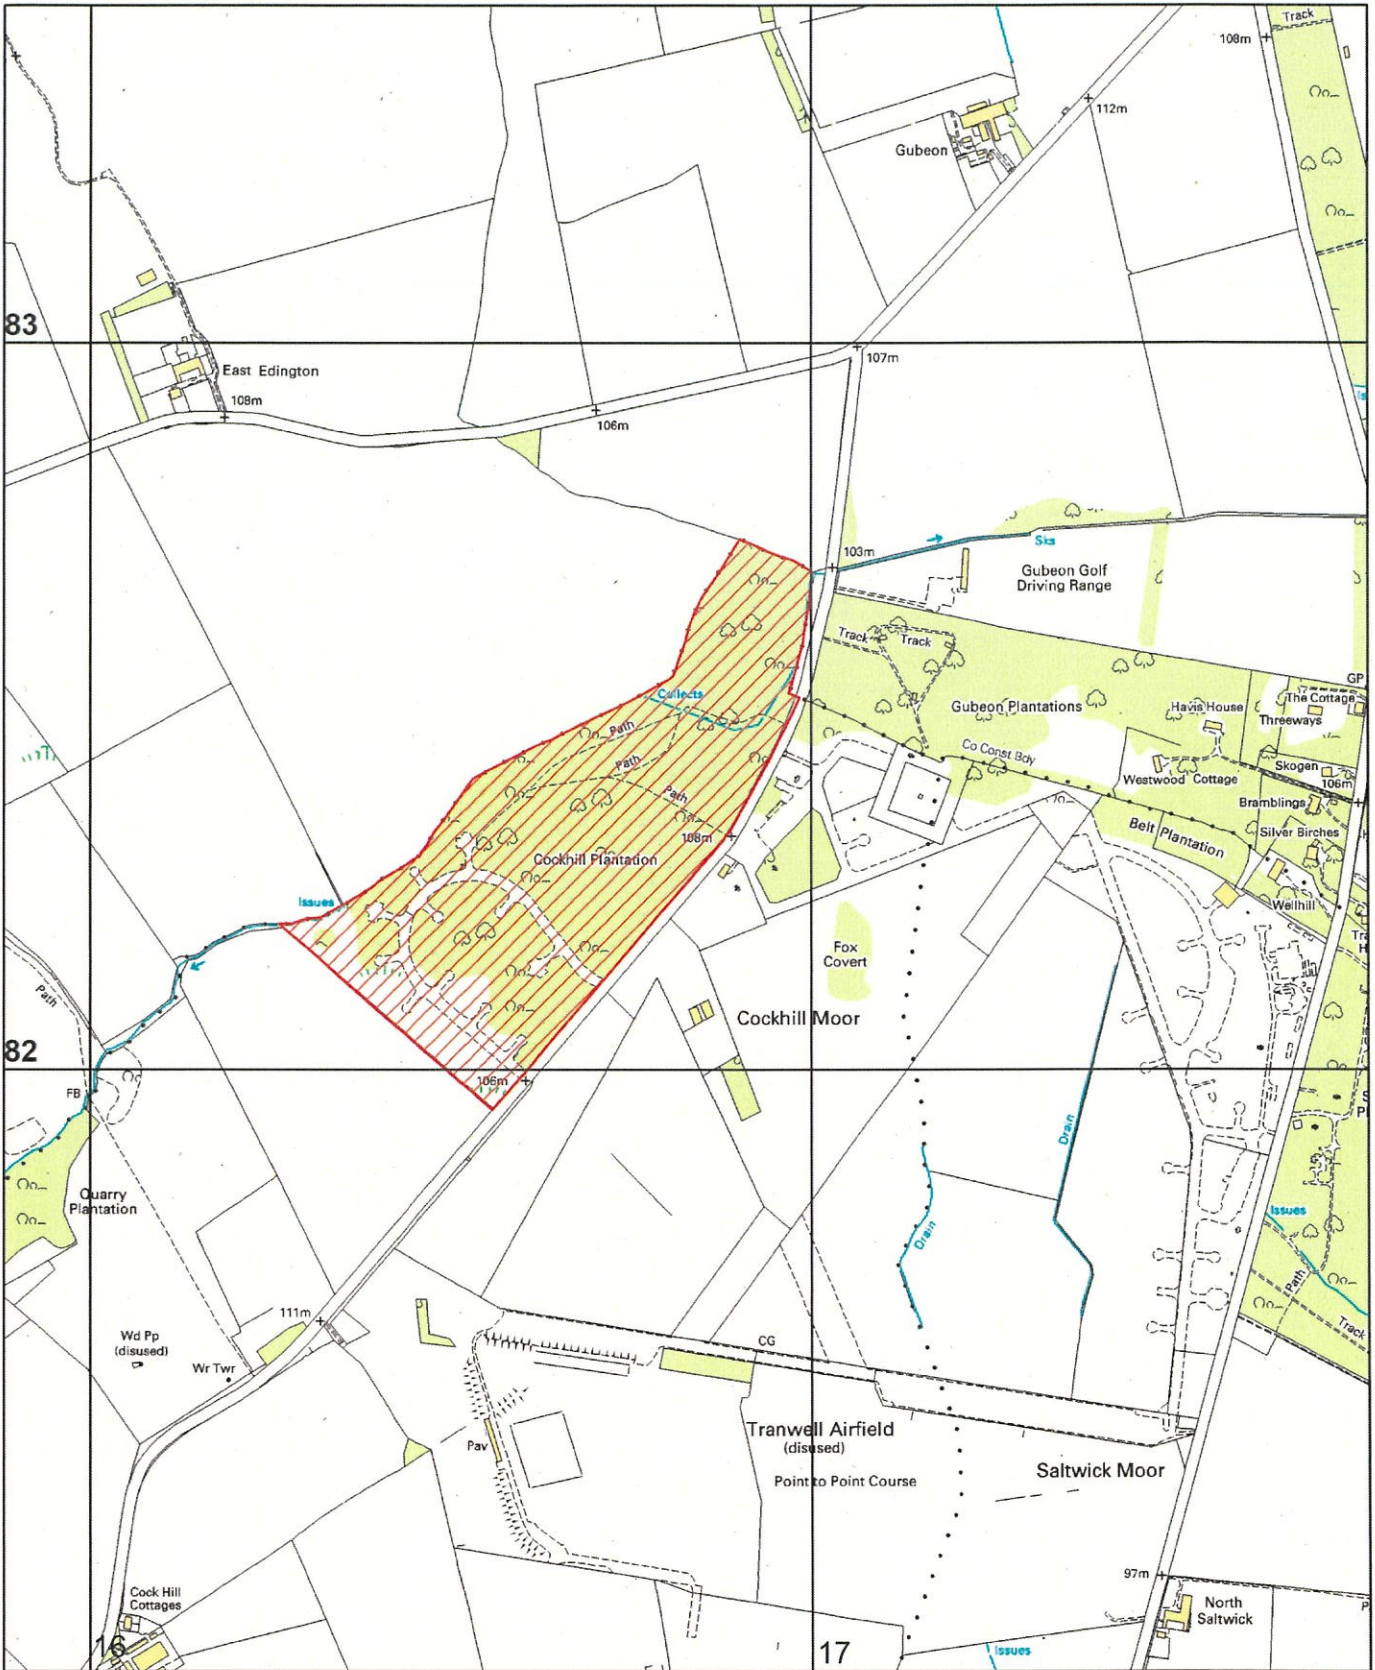 Track
108m
112m
Gubeon
83
107m
East Edington
108m
106m
103m
Sks
Gubeon Golf
Driving Range
Track
Track
Collects
GP
The Cottage
Gubeon Plantations
Havis House
Threeways
Path
Co Const Bdy
Path
Skogen
Westwood Cottage
106m
Path
Bramblings
Belt Plantation
Silver Birches
108m
Cockhill Plantation
Issues
Wellhill
Fox
Covert
Path
Cockhill Moor
82
106m
FB
Drain
Quarry
Plantation
Issues
Drain
Path
111m
Track
Wd Pp
(disused)
CG
Wr Twr
Tranwell Airfield
(disused)
Pav
Saltwick Moor
Point to Point Course
97m
Cock Hill
Cottages
North
Saltwick
16
17
Issues